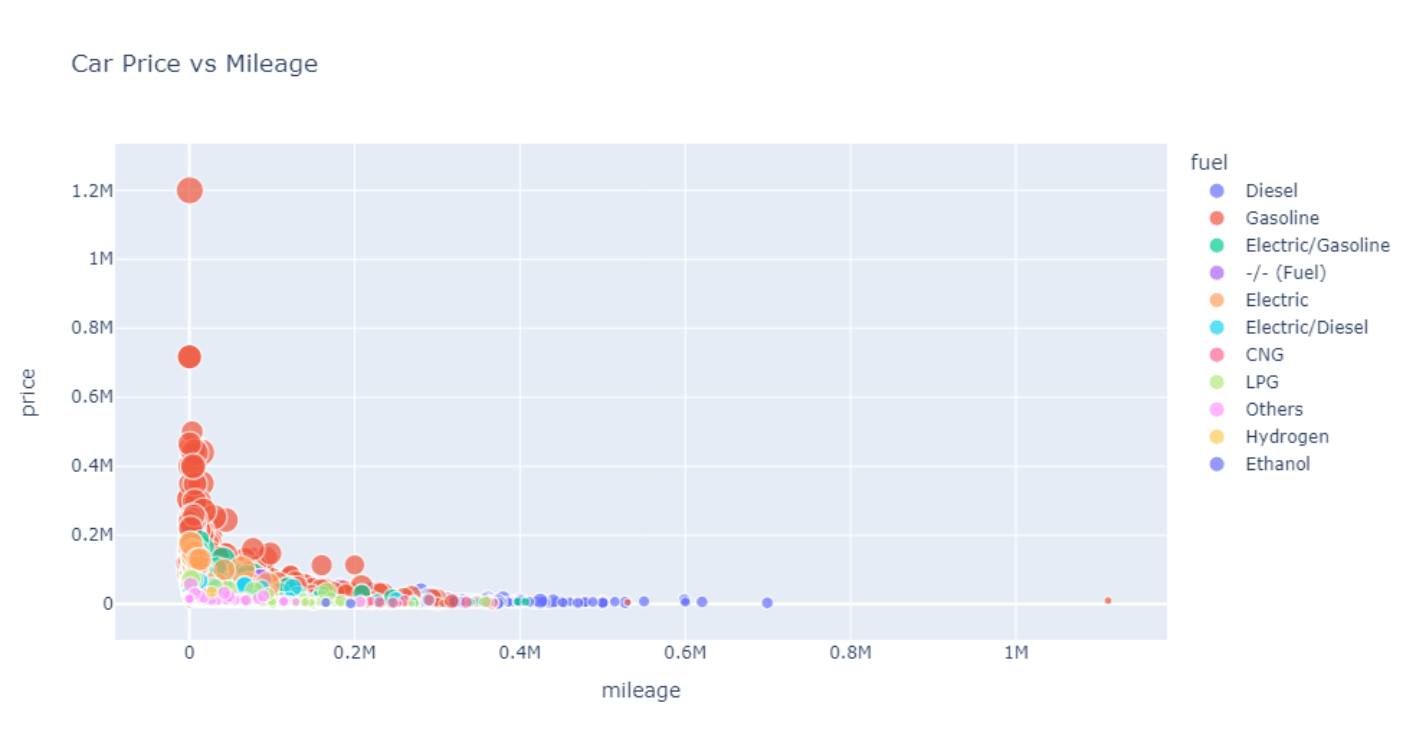 Car Price vs Mileage
fuel
Diesel
Gasoline
Electric/Gasoline
-/- (Fuel)
Electric
Electric/Diesel
CNG
LPG
Others
Hydrogen
Ethanol
price
1.2M
1M
0.8M
0.6M
0.4M
0.2M
0
0 0.2M 0.4M 0.6M 0.8M 1M
mileage